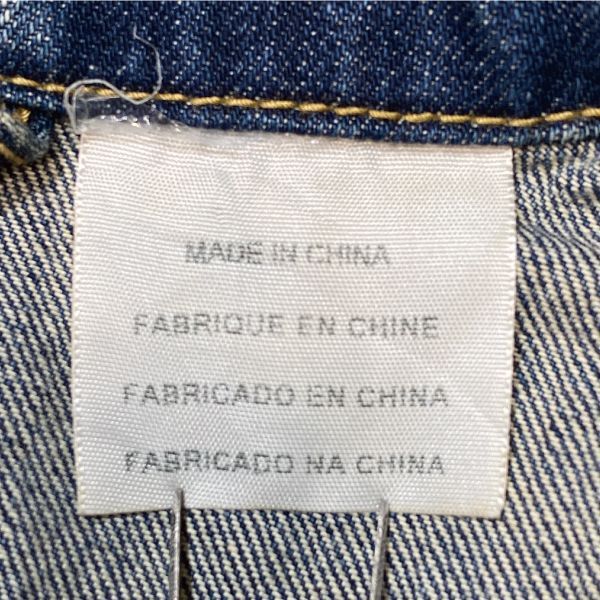 MADE IN CHINA
FABRIQUE EN CHINE
FABRICADO EN CHINA
FABRICADO NA CHINA